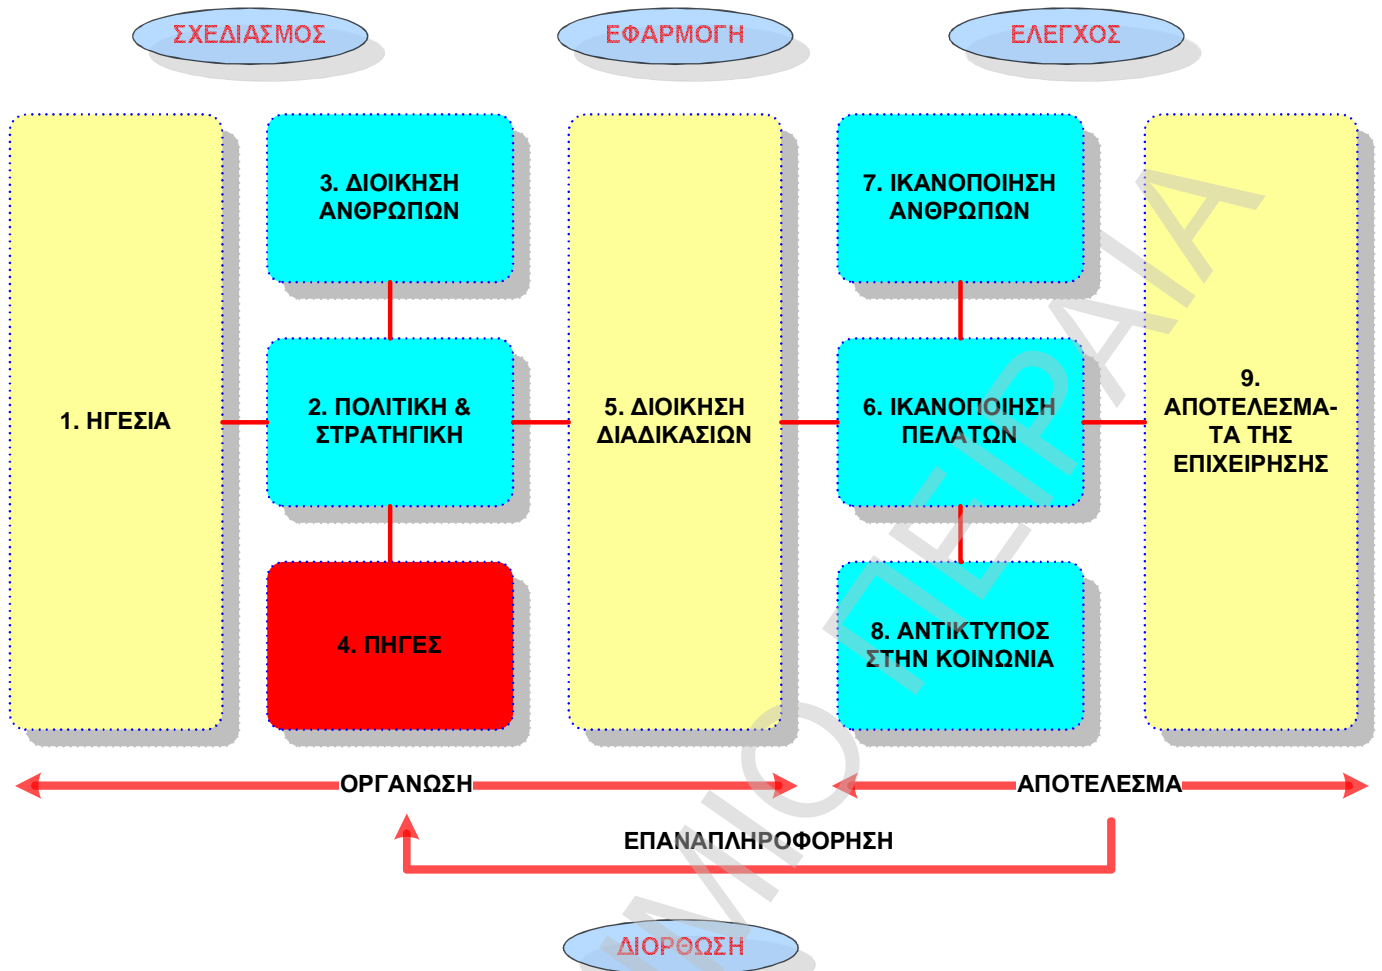 ΣΧΕΔΙΑΣΜΟΣ
ΕΦΑΡΜΟΓΗ
ΕΛΕΓΧΟΣ
1. ΗΓΕΣΙΑ
3. ΔΙΟΙΚΗΣΗ
ΑΝΘΡΩΠΩΝ
2. ΠΟΛΙΤΙΚΗ &
ΣΤΡΑΤΗΓΙΚΗ
4. ΠΗΓΕΣ
5. ΔΙΟΙΚΗΣΗ
ΔΙΑΔΙΚΑΣΙΩΝ
7. ΙΚΑΝΟΠΟΙΗΣΗ
ΑΝΘΡΩΠΩΝ
6. ΙΚΑΝΟΠΟΙΗΣΗ
ΠΕΛΑΤΩΝ
8. ΑΝΤΙΚΤΥΠΟΣ
ΣΤΗΝ ΚΟΙΝΩΝΙΑ
9.
ΑΠΟΤΕΛΕΣΜΑ-
ΤΑ ΤΗΣ
ΕΠΙΧΕΙΡΗΣΗΣ
ΟΡΓΑΝΩΣΗ
ΑΠΟΤΕΛΕΣΜΑ
ΕΠΑΝΑΠΛΗΡΟΦΟΡΗΣΗ
ΔΙΟΡΘΩΣΗ
ΠΕΙΡΑΙΑ